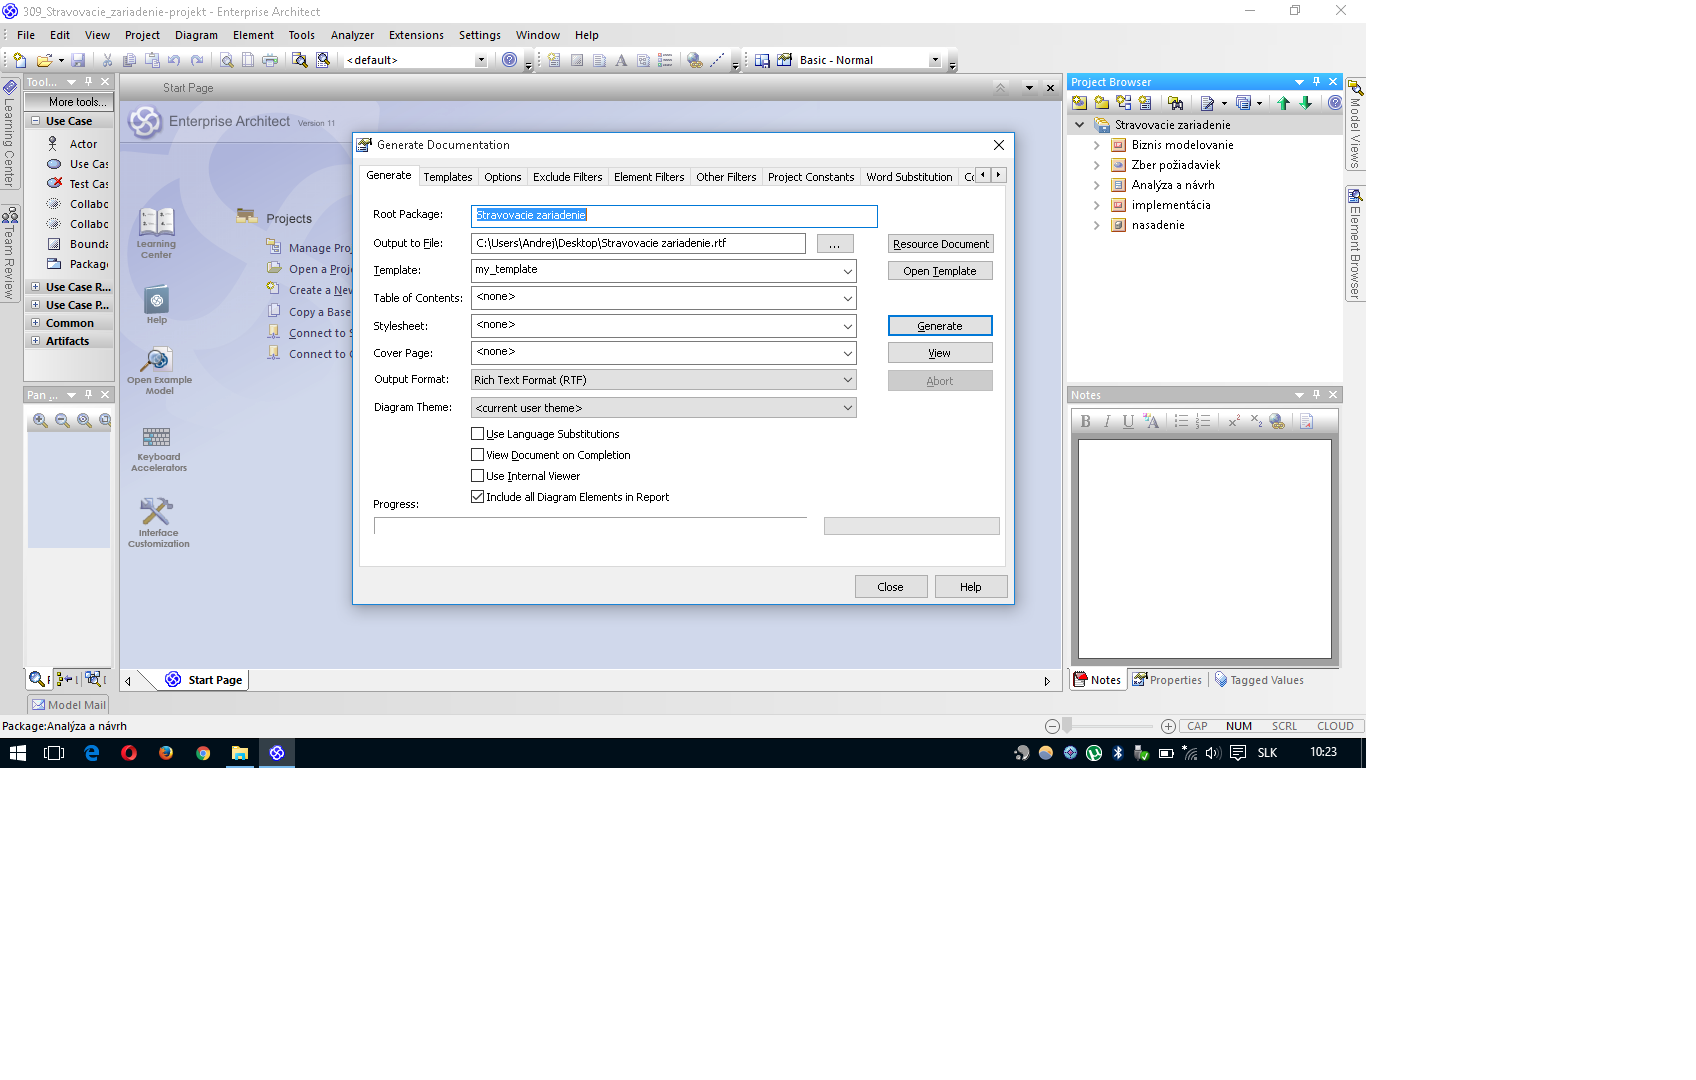 309_Stravovacie_zariadenie-projekt - Enterprise Architect
File Edit View Project Diagram Element Tools Analyzer Extensions Settings Window Help
<default>
Basic - Normal
Tool...
More tools...
Use Case
Actor
Use Cas
Test Cas
Collabo
Collabo
Bounda
Package
Use Case R...
Use Case P...
Common
Artifacts
Learning Center
Team Review
Pan ...
Model Mail
Start Page
Enterprise Architect Version 11
Learning
Center
Help
Open Example
Model
Keyboard
Accelerators
Interface
Customization
Projects
Manage Proj
Open a Proje
Create a New
Copy a Base
Connect to S
Connect to C
Generate Documentation
Generate Templates Options Exclude Filters Element Filters Other Filters Project Constants Word Substitution Co
Root Package: Stravovacie zariadenie
Output to File: C:\Users\Andrej\Desktop\Stravovacie zariadenie.rtf ... Resource Document
Template: my_template Open Template
Table of Contents: <none>
Stylesheet: <none> Generate
Cover Page: <none> View
Output Format: Rich Text Format (RTF) Abort
Diagram Theme: <current user theme>
Use Language Substitutions
View Document on Completion
Use Internal Viewer
Include all Diagram Elements in Report
Progress:
Close Help
Start Page
Project Browser
Stravovacie zariadenie
Biznis modelovanie
Zber požiadaviek
Analýza a návrh
implementácia
nasadenie
Model Views
Element Browser
Notes
B I U A
Notes Properties Tagged Values
Package:Analýza a návrh
CAP NUM SCRL CLOUD
SLK 10:23